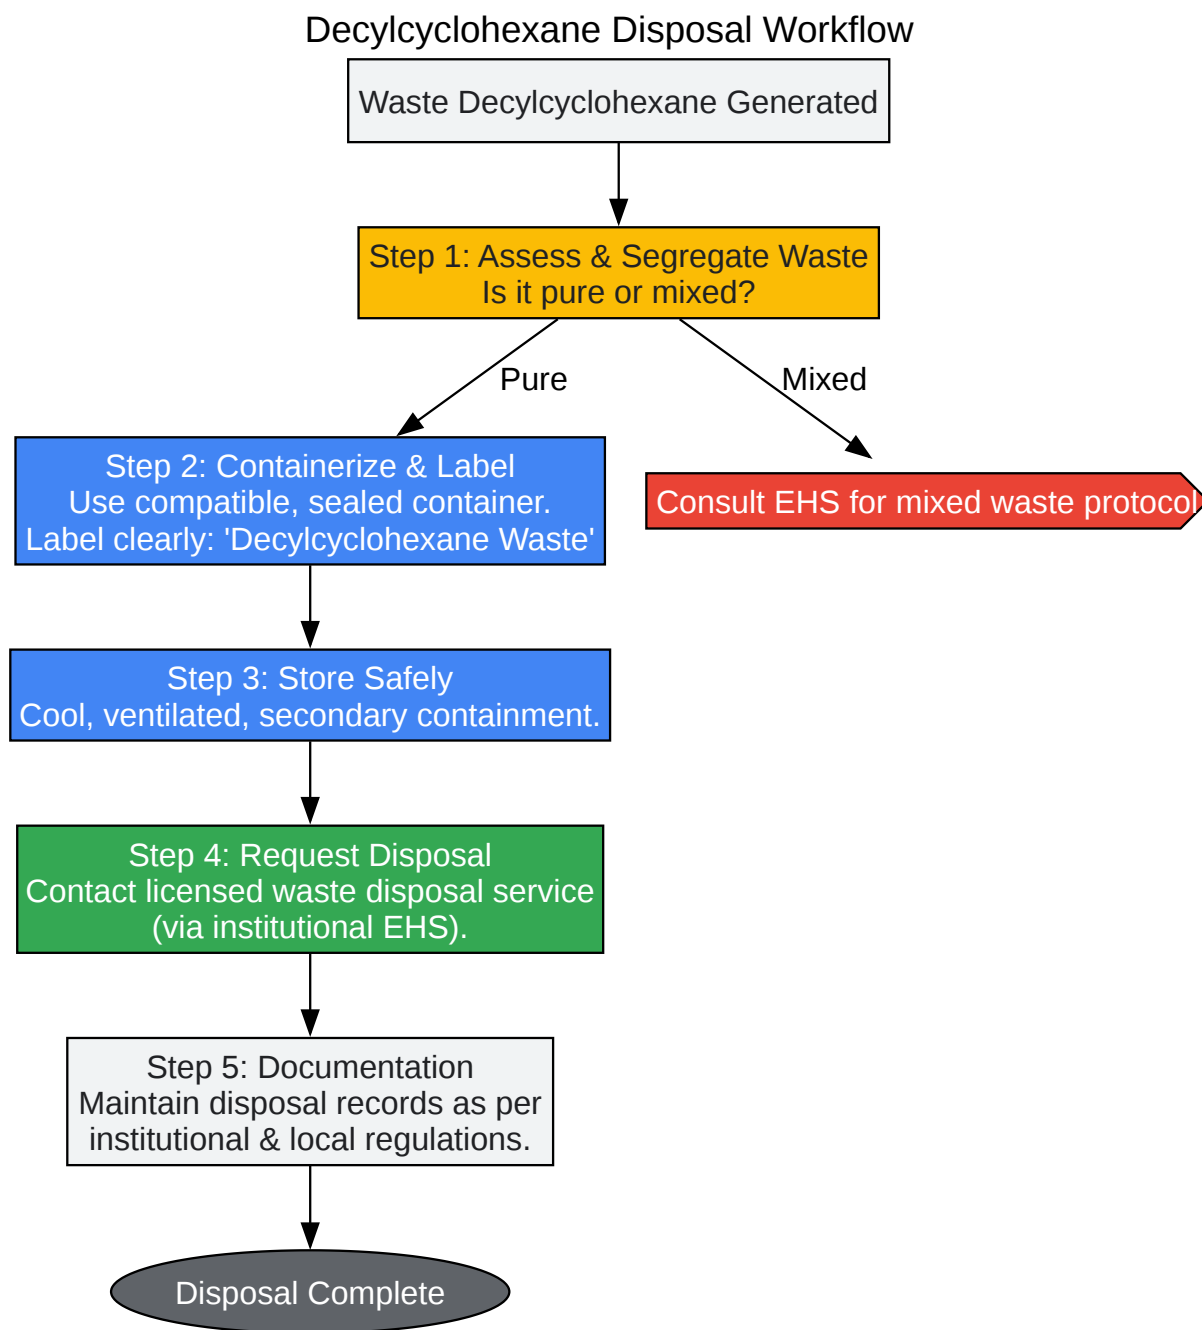 Decylcyclohexane Disposal Workflow
Waste Decylcyclohexane Generated
Step 1: Assess & Segregate Waste
Is it pure or mixed?
Pure
Mixed
Step 2: Containerize & Label
Use compatible, sealed container.
Label clearly: 'Decylcyclohexane Waste'
Consult EHS for mixed waste protocol
Step 3: Store Safely
Cool, ventilated, secondary containment.
Step 4: Request Disposal
Contact licensed waste disposal service
(via institutional EHS).
Step 5: Documentation
Maintain disposal records as per
institutional & local regulations.
Disposal Complete